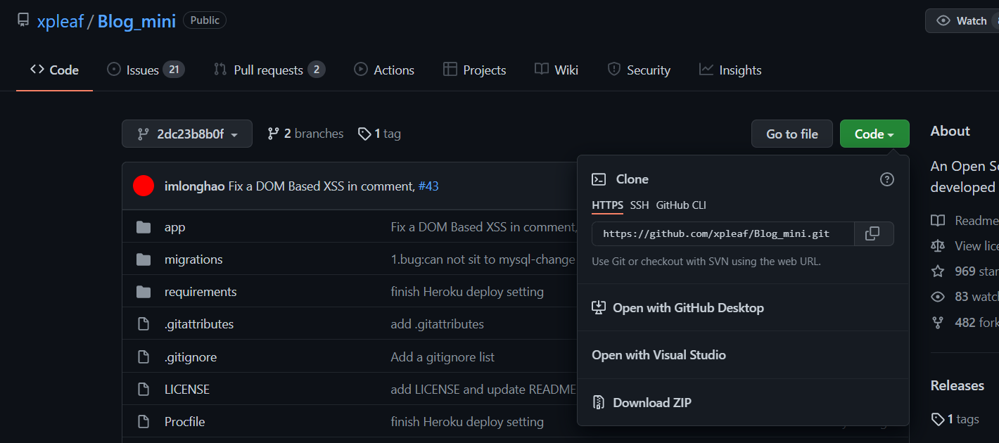 xpleaf / Blog_mini Public
Watch
Code Issues 21 Pull requests 2 Actions Projects Wiki Security Insights
2dc23b8b0f 2 branches 1 tag Go to file Code
imlonghao Fix a DOM Based XSS in comment, #43
app Fix a DOM Based XSS in comment,
migrations 1.bug:can not sit to mysql-change
requirements finish Heroku deploy setting
.gitattributes add .gitattributes
.gitignore Add a gitignore list
LICENSE add LICENSE and update README
Procfile finish Heroku deploy setting
Clone
HTTPS SSH GitHub CLI
https://github.com/xpleaf/Blog_mini.git
Use Git or checkout with SVN using the web URL.
Open with GitHub Desktop
Open with Visual Studio
Download ZIP
About
An Open
developed
Readme
View
969
83
482
Releases
1 tags